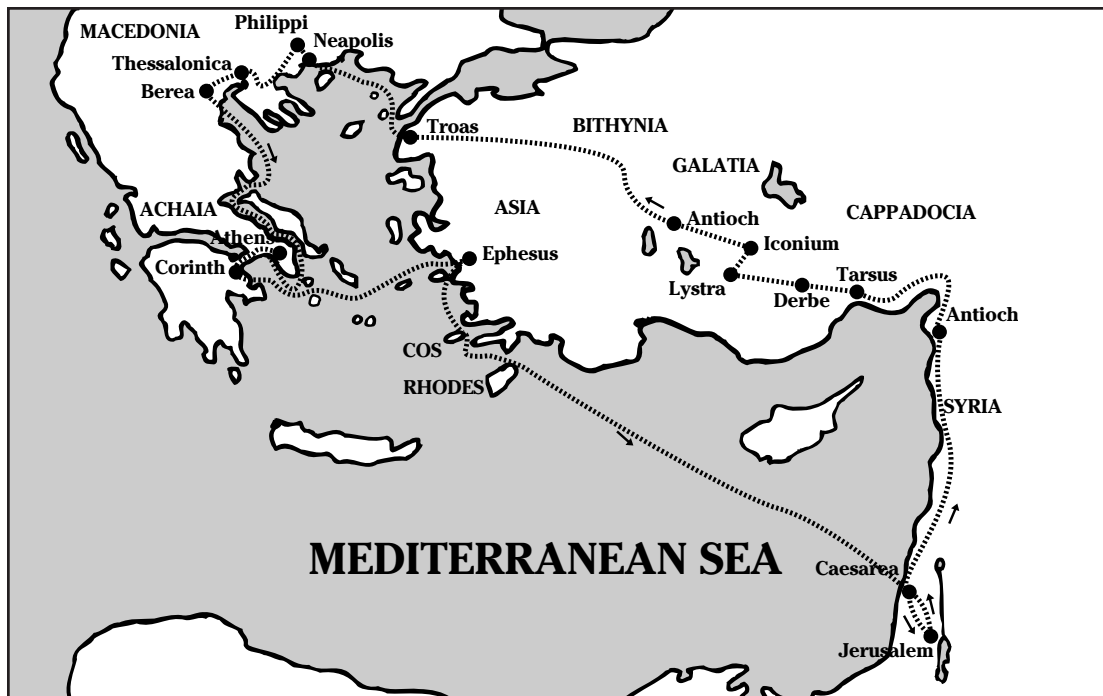 Philippi
MACEDONIA
Neapolis
Thessalonica
Berea
Troas
BITHYNIA
GALATIA
ACHAIA
ASIA
CAPPADOCIA
Antioch
Athens
Iconium
Ephesus
Corinth
Tarsus
Lystra
Derbe
Antioch
COS
RHODES
SYRIA
MEDITERRANEAN SEA
Caesarea
Jerusalem